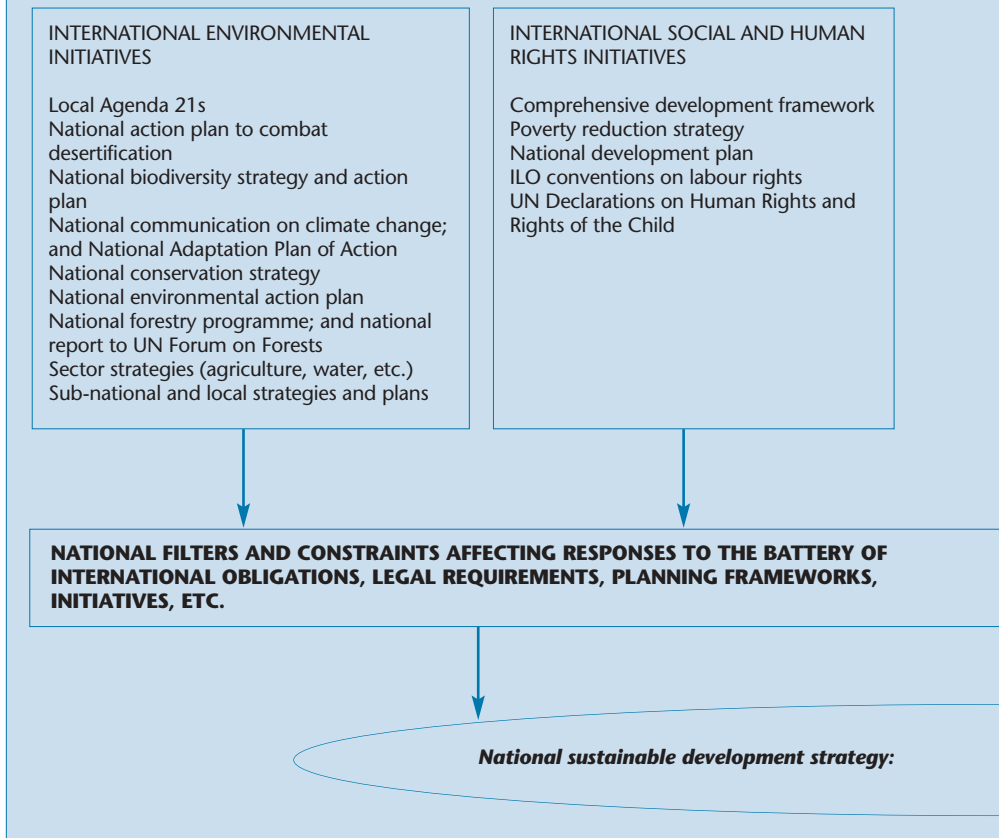 INTERNATIONAL ENVIRONMENTAL
INITIATIVES
Local Agenda 21s
National action plan to combat
desertification
National biodiversity strategy and action
plan
National communication on climate change;
and National Adaptation Plan of Action
National conservation strategy
National environmental action plan
National forestry programme; and national
report to UN Forum on Forests
Sector strategies (agriculture, water, etc.)
Sub-national and local strategies and plans
INTERNATIONAL SOCIAL AND HUMAN
RIGHTS INITIATIVES
Comprehensive development framework
Poverty reduction strategy
National development plan
ILO conventions on labour rights
UN Declarations on Human Rights and
Rights of the Child
NATIONAL FILTERS AND CONSTRAINTS AFFECTING RESPONSES TO THE BATTERY OF
INTERNATIONAL OBLIGATIONS, LEGAL REQUIREMENTS, PLANNING FRAMEWORKS,
INITIATIVES, ETC.
National sustainable development strategy: